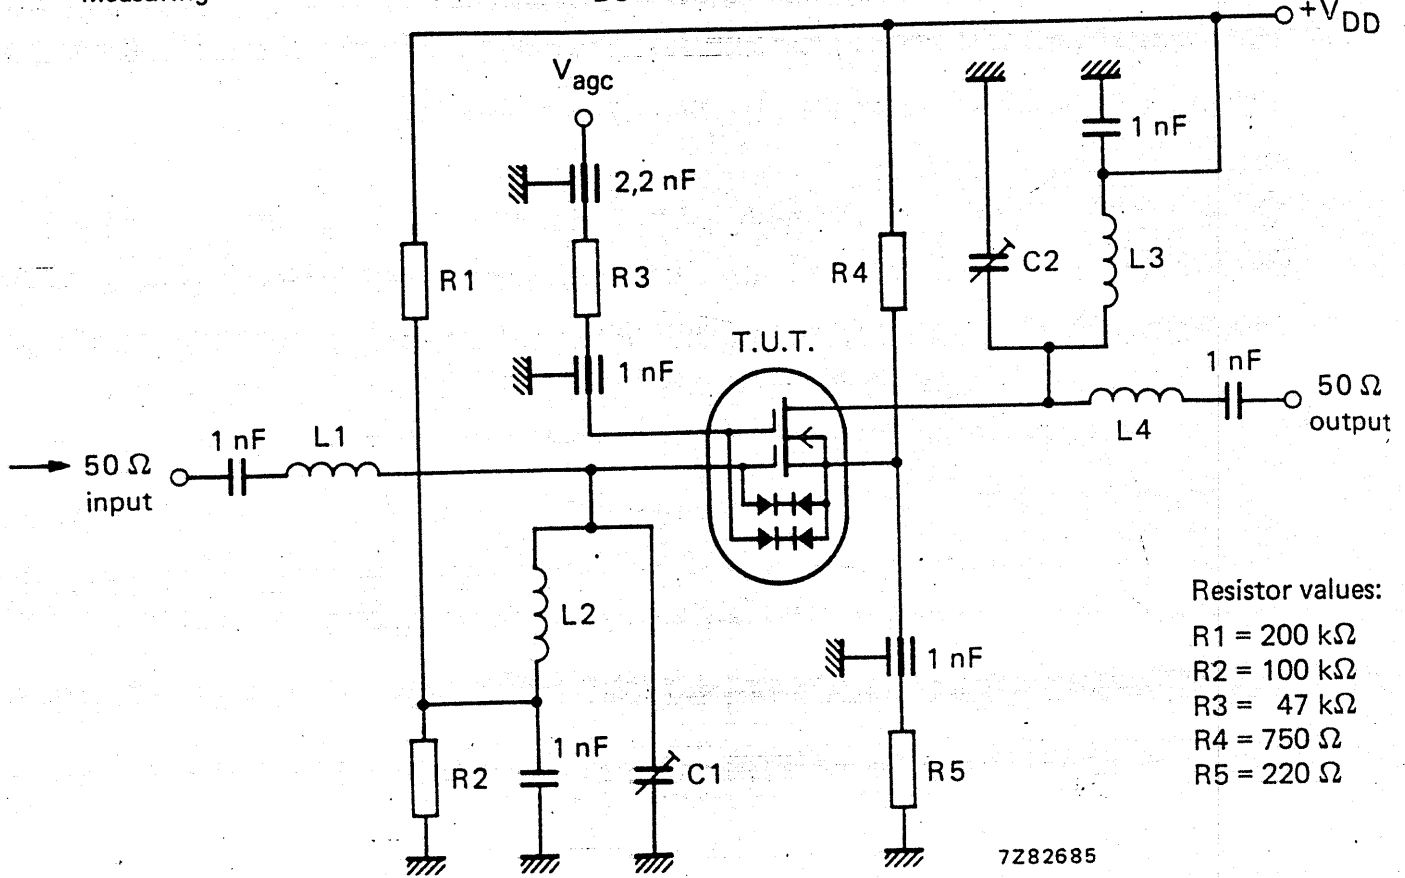 +VDD
Vagc
1 nF
2,2 nF
R1
R3
R4
C2
L3
T.U.T.
1 nF
1 nF
50 Ω
output
L4
1 nF
L1
50 Ω
input
L2
1 nF
R2
1 nF
C1
R5
Resistor values:
R1 = 200 kΩ
R2 = 100 kΩ
R3 = 47 kΩ
R4 = 750 Ω
R5 = 220 Ω
7Z82685